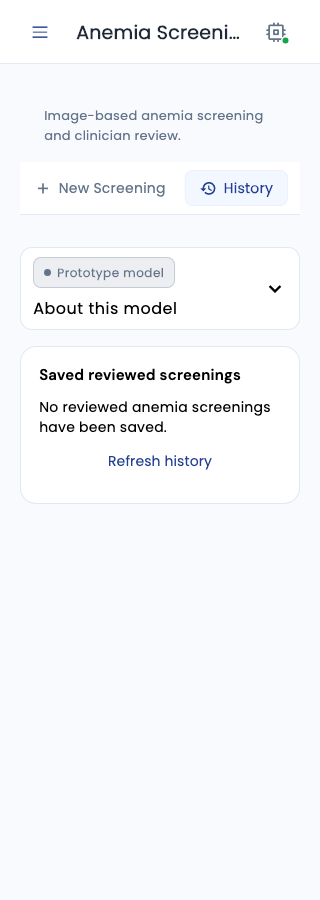 Anemia Screeni...
Image-based anemia screening
and clinician review.
New Screening
History
Prototype model
About this model
Saved reviewed screenings
No reviewed anemia screenings
have been saved.
Refresh history